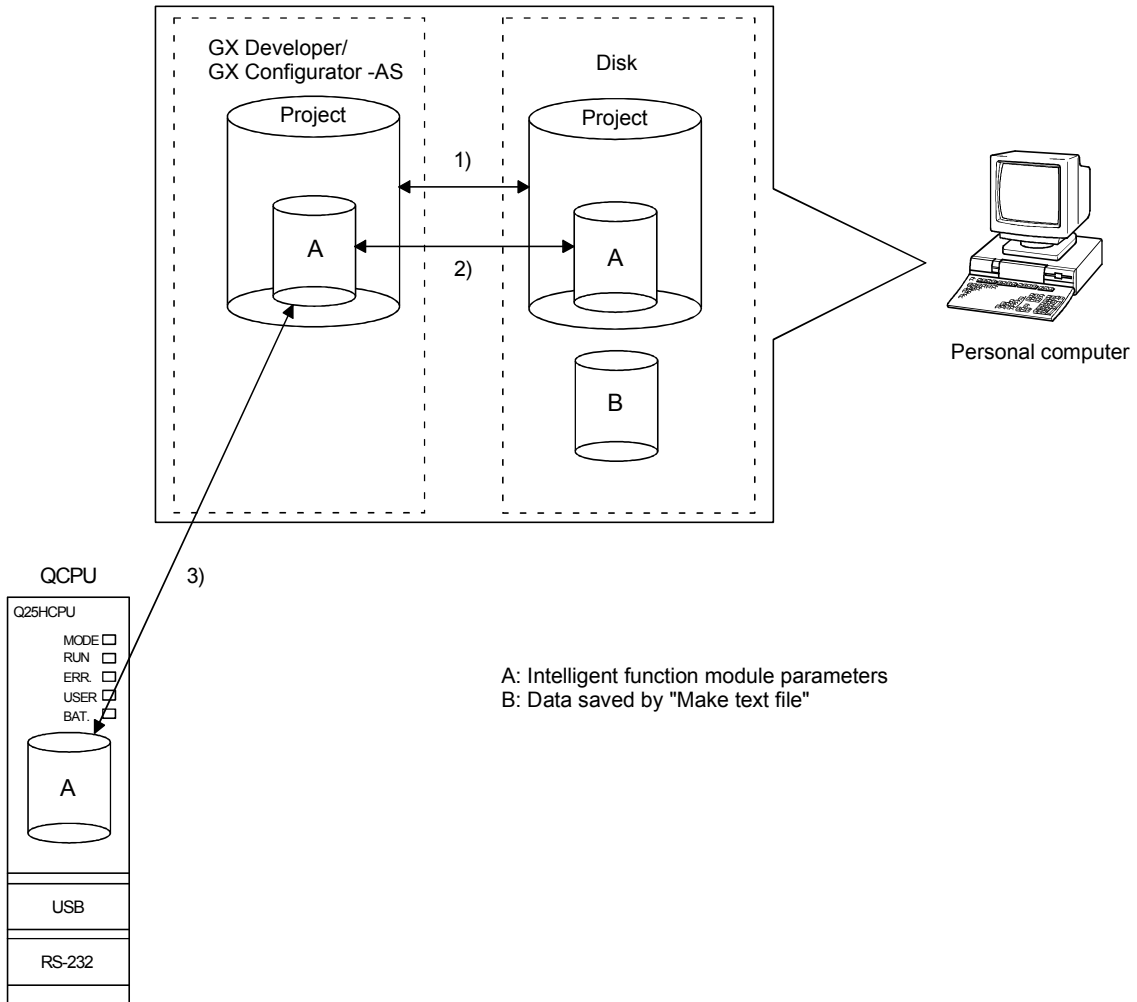 GX Developer/
GX Configurator -AS
Disk
Project
Project
1)
A
A
2)
B
Personal computer
3)
QCPU
Q25HCPU
MODE
RUN
ERR.
USER
BAT.
A
USB
RS-232
A: Intelligent function module parameters
B: Data saved by "Make text file"